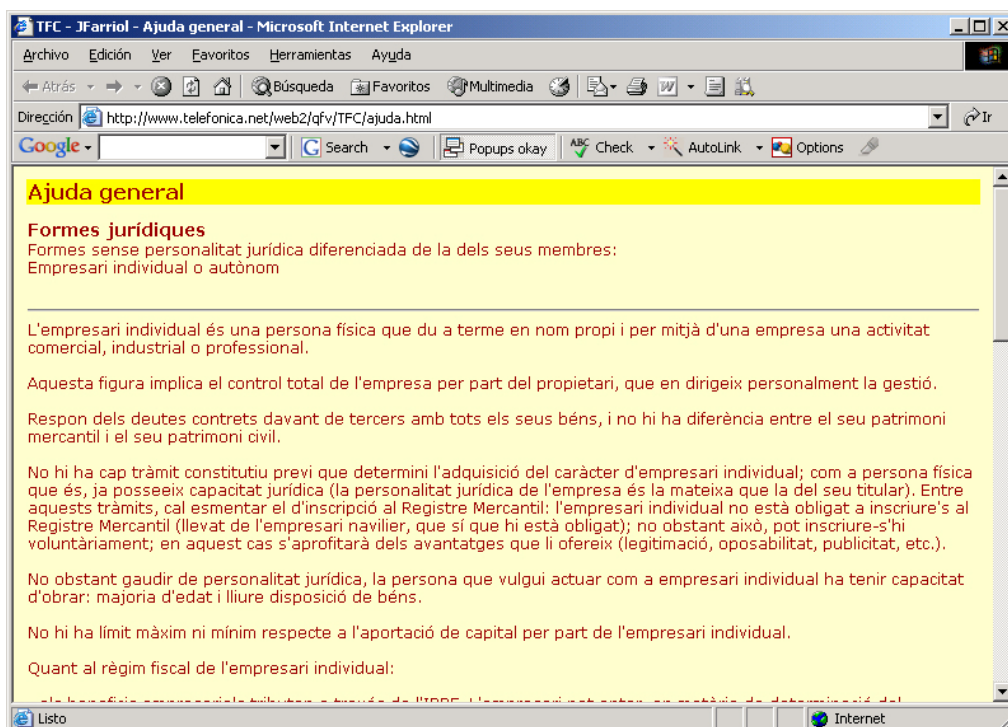 TFC - JFarriol - Ajuda general - Microsoft Internet Explorer
Archivo Edición Ver Favoritos Herramientas Ayuda
Atrás Búsqueda Favoritos Multimedia
Dirección http://www.telefonica.net/web2/qfv/TFC/ajuda.html Ir
Google Search Popups okay ABC Check AutoLink Options
Ajuda general
Formes jurídiques
Formes sense personalitat jurídica diferenciada de la dels seus membres:
Empresari individual o autònom
L'empresari individual és una persona física que du a terme en nom propi i per mitjà d'una empresa una activitat
comercial, industrial o professional.
Aquesta figura implica el control total de l'empresa per part del propietari, que en dirigeix personalment la gestió.
Respon dels deutes contrets davant de tercers amb tots els seus béns, i no hi ha diferència entre el seu patrimoni
mercantil i el seu patrimoni civil.
No hi ha cap tràmit constitutiu previ que determini l'adquisició del caràcter d'empresari individual; com a persona física
que és, ja posseeix capacitat jurídica (la personalitat jurídica de l'empresa és la mateixa que la del seu titular). Entre
aquests tràmits, cal esmentar el d'inscripció al Registre Mercantil: l'empresari individual no està obligat a inscriure's al
Registre Mercantil (llevat de l'empresari navilier, que sí que hi està obligat); no obstant això, pot inscriure-s'hi
voluntàriament; en aquest cas s'aprofitarà dels avantatges que li ofereix (legitimació, oposabilitat, publicitat, etc.).
No obstant gaudir de personalitat jurídica, la persona que vulgui actuar com a empresari individual ha tenir capacitat
d'obrar: majoria d'edat i lliure disposició de béns.
No hi ha límit màxim ni mínim respecte a l'aportació de capital per part de l'empresari individual.
Quant al règim fiscal de l'empresari individual:
Listo Internet